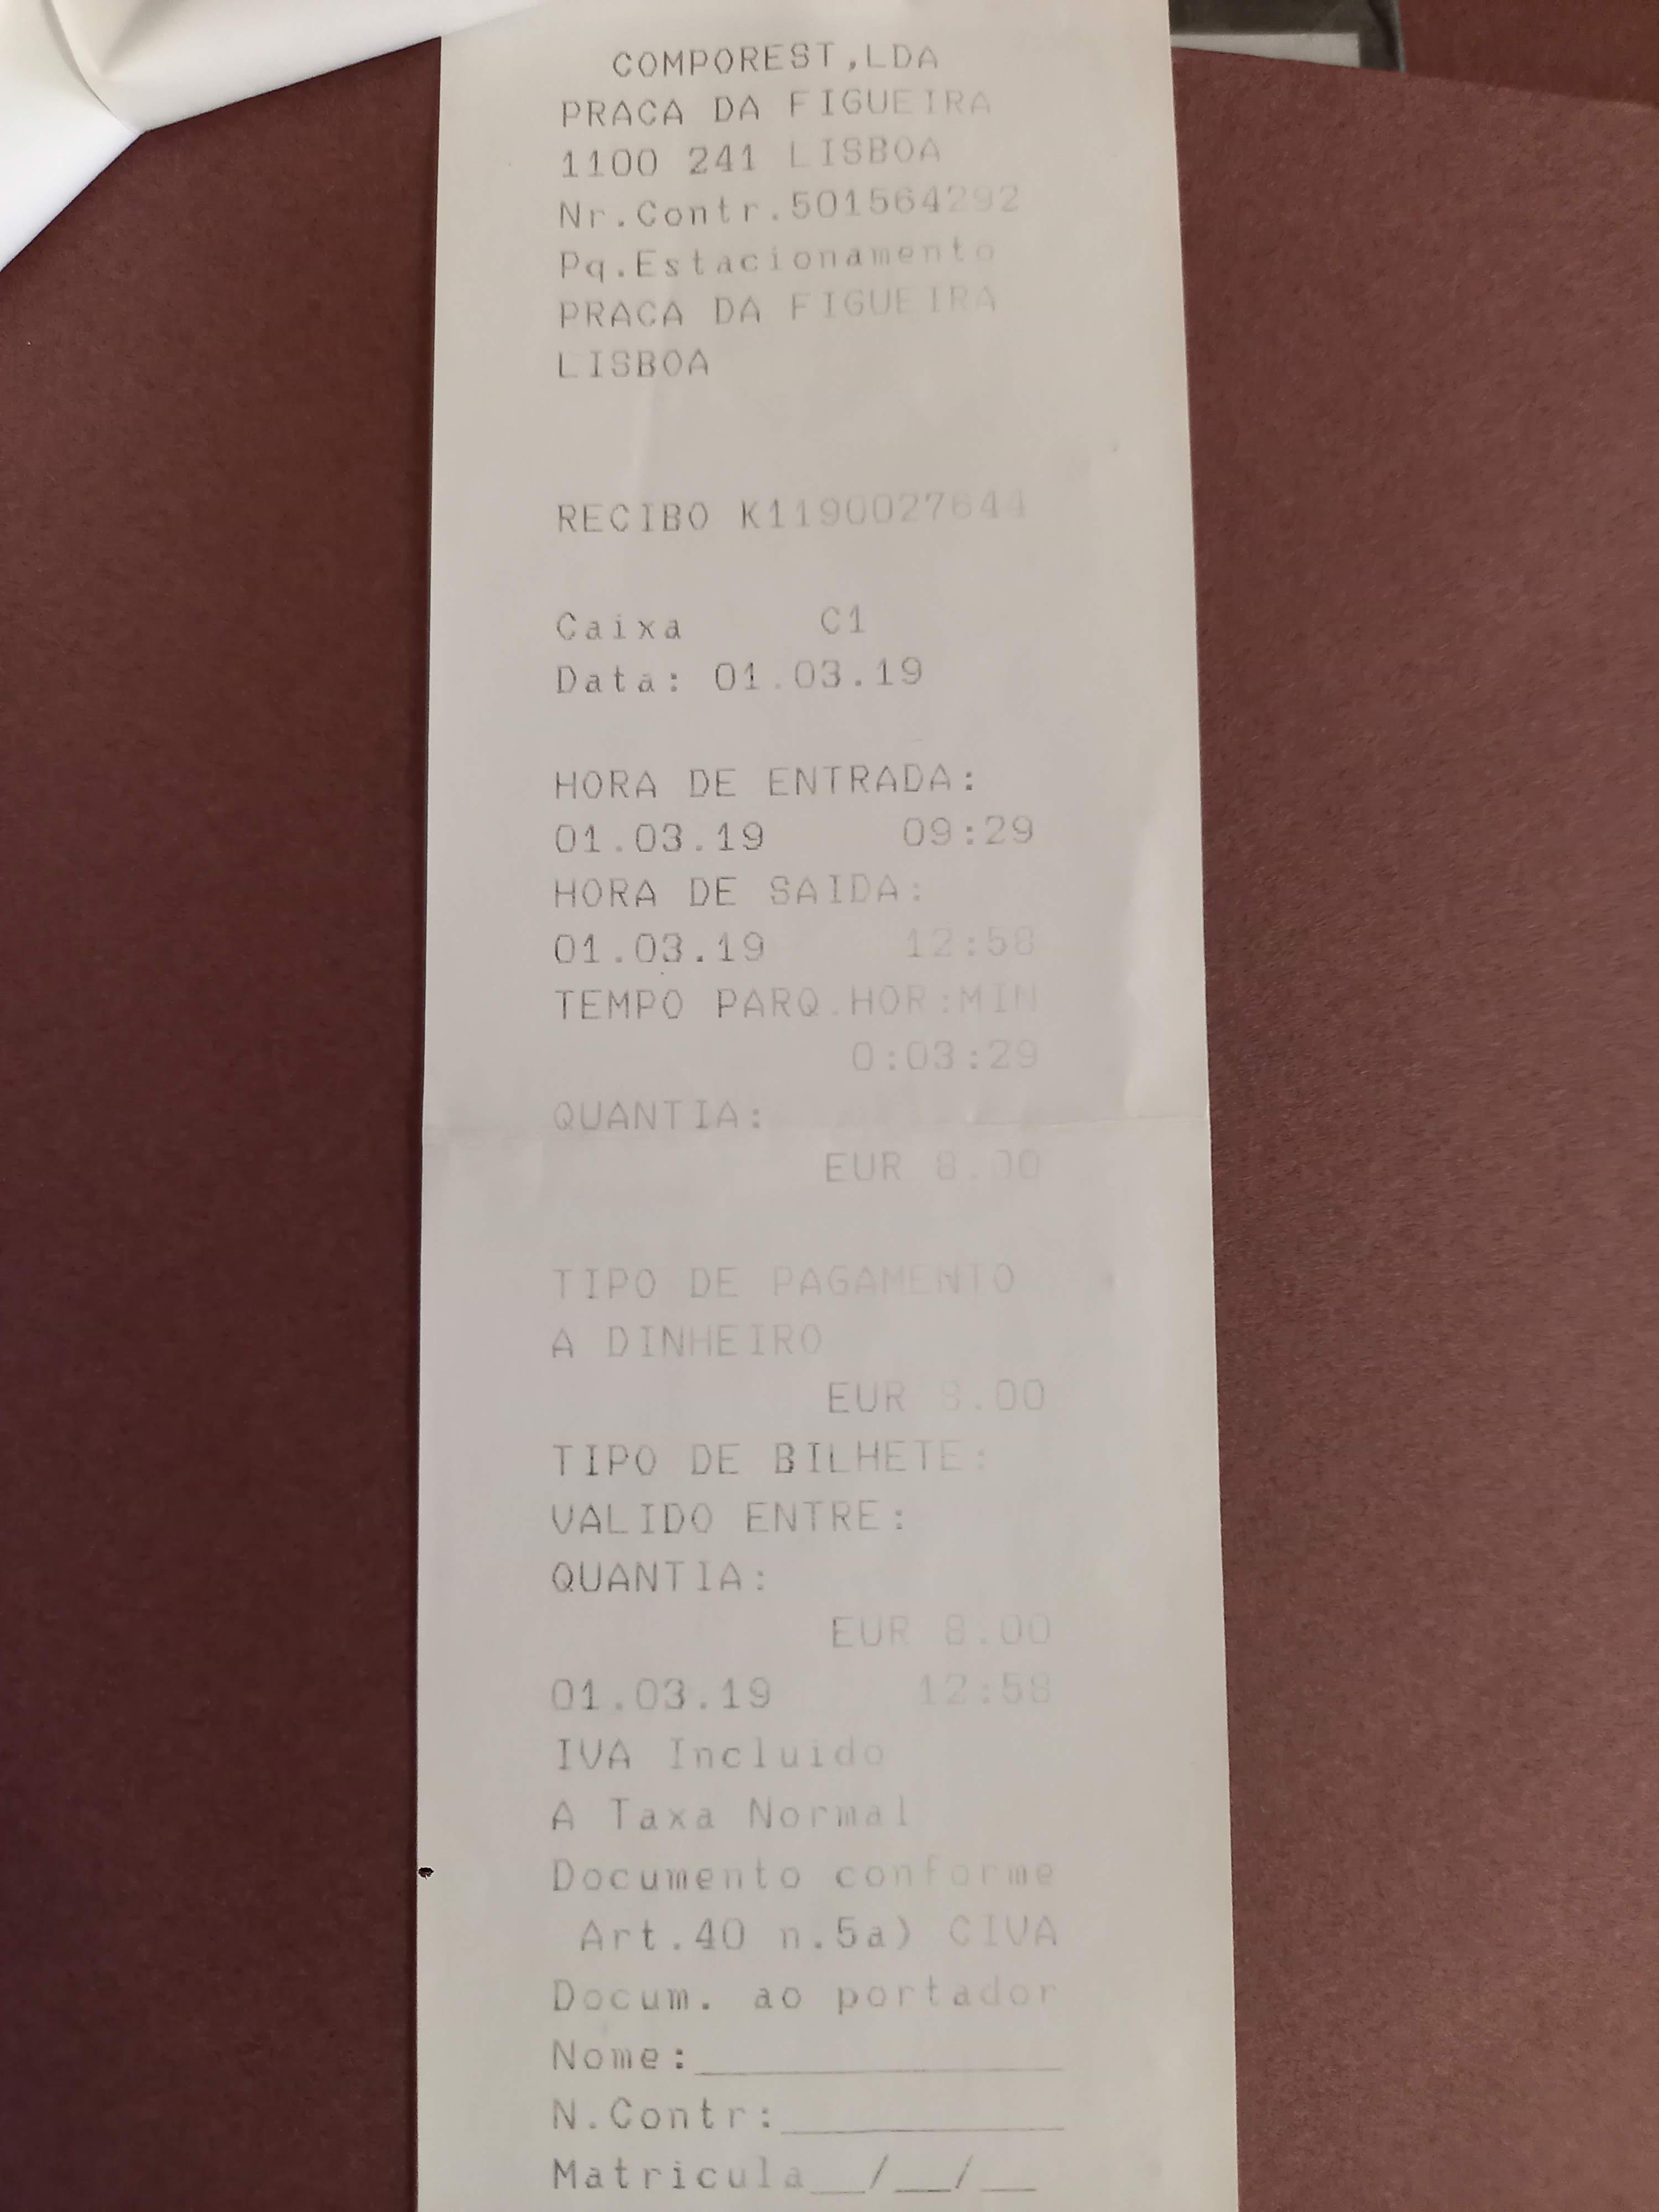 COMPOREST,LDA
PRACA DA FIGUEIRA
1100 241 LISBOA
Nr.Contr.501564292
Pq.Estacionamento
PRACA DA FIGUEIRA
LISBOA
RECIBO K1190027644
Caixa C1
Data: 01.03.19
HORA DE ENTRADA:
01.03.19 09:29
HORA DE SAIDA:
01.03.19 12:58
TEMPO PARQ.HOR:MIN
0:03:29
QUANTIA:
EUR 8.00
TIPO DE PAGAMENTO
A DINHEIRO
EUR 8.00
TIPO DE BILHETE:
VALIDO ENTRE:
QUANTIA:
EUR 8.00
01.03.19 12:58
IVA Incluido
A Taxa Normal
Documento conforme
Art.40 n.5a) CIVA
Docum. ao portador
Nome:______________
N.Contr:___________
Matricula__/__/__